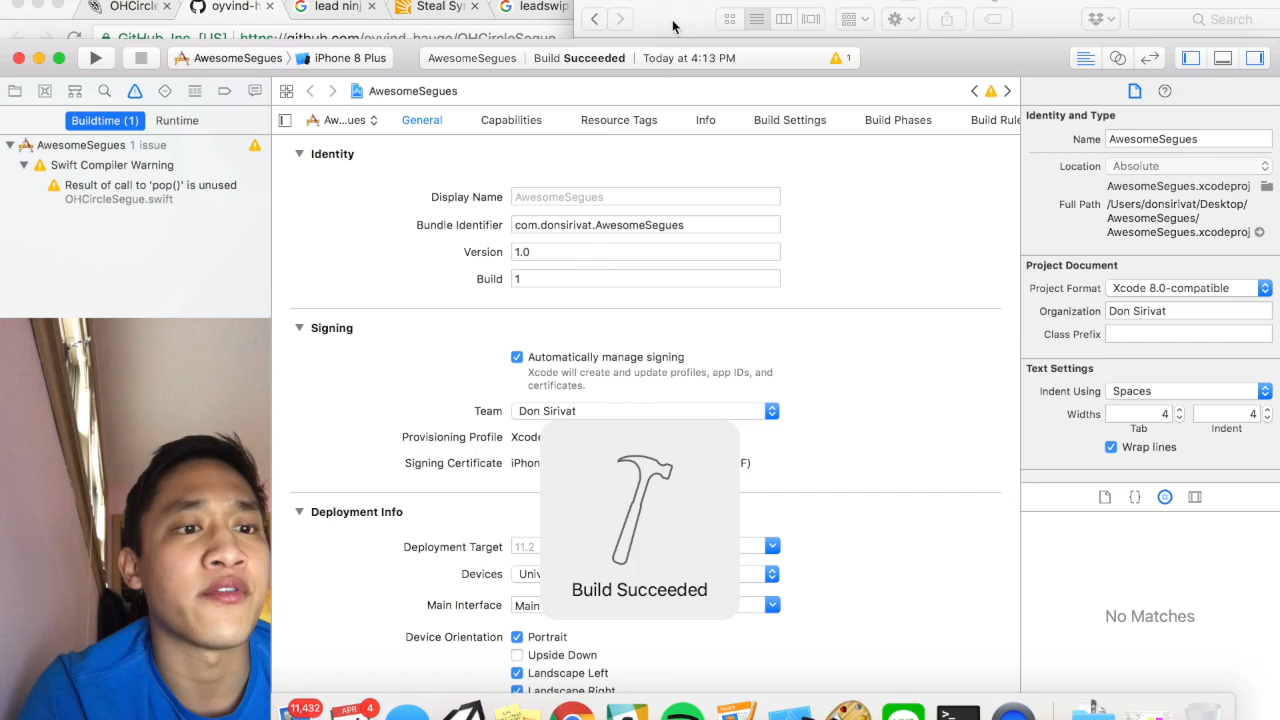 OHCircle
oyvind-h
lead ninj
Steal Sy
leadswip
GitHub, Inc. [US] https://github.com/oyvind-hauge/OHCircleSegue
Search
AwesomeSegues iPhone 8 Plus
AwesomeSegues Build Succeeded Today at 4:13 PM 1
AwesomeSegues
Buildtime (1) Runtime
Aw...ues General Capabilities Resource Tags Info Build Settings Build Phases Build Rule
AwesomeSegues 1 issue
Swift Compiler Warning
Result of call to 'pop()' is unused
OHCircleSegue.swift
Identity
Display Name AwesomeSegues
Bundle Identifier com.donsirivat.AwesomeSegues
Version 1.0
Build 1
Signing
Automatically manage signing
Xcode will create and update profiles, app IDs, and
certificates.
Team Don Sirivat
Provisioning Profile Xcode
Signing Certificate iPhon F)
Deployment Info
Deployment Target 11.2
Devices Univ
Main Interface Main
Build Succeeded
Device Orientation Portrait
Upside Down
Landscape Left
Landscape Right
Identity and Type
Name AwesomeSegues
Location Absolute
AwesomeSegues.xcodeproj
Full Path /Users/donsirivat/Desktop/
AwesomeSegues/
AwesomeSegues.xcodeproj
Project Document
Project Format Xcode 8.0-compatible
Organization Don Sirivat
Class Prefix
Text Settings
Indent Using Spaces
Widths 4 4
Tab Indent
Wrap lines
No Matches
11,432
APR 4